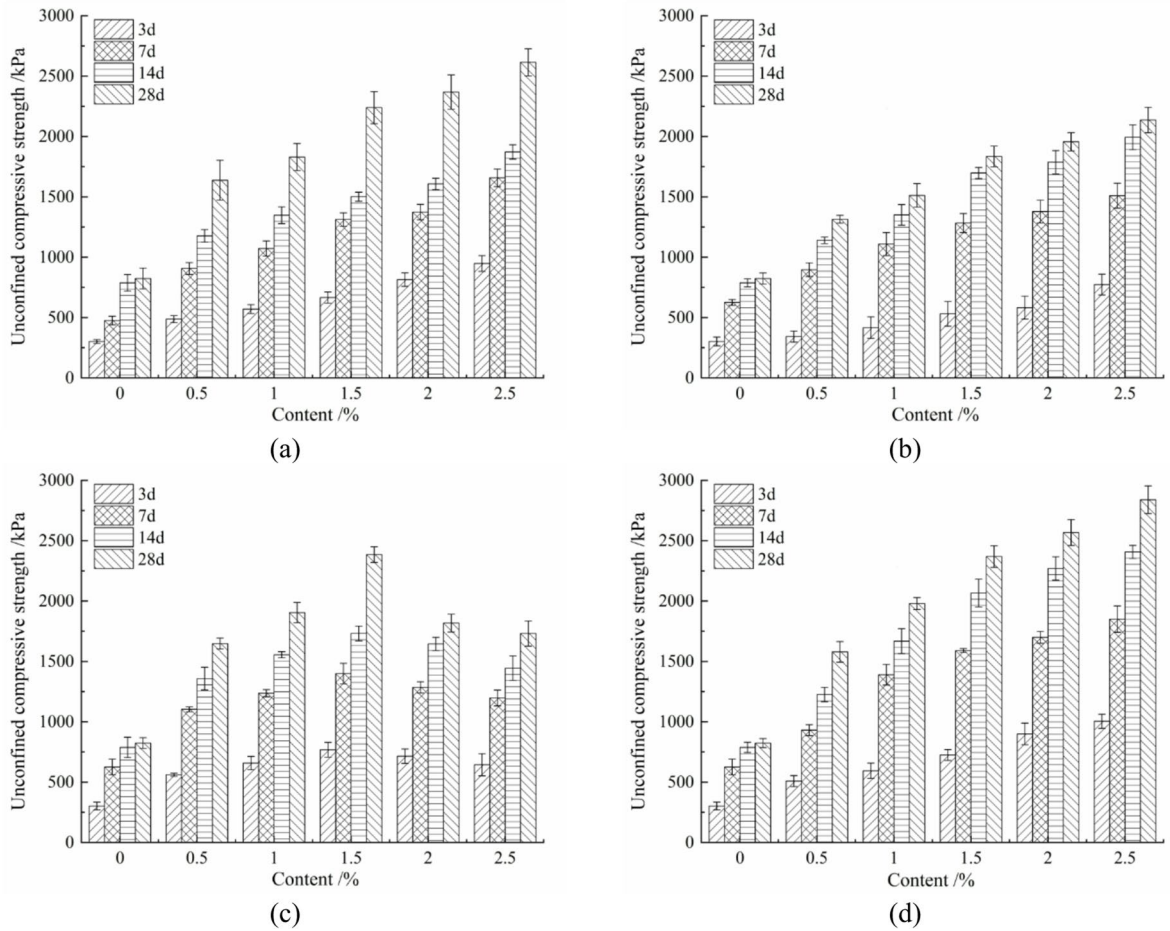 3000
2500
2000
1500
1000
500
0
Unconfined compressive strength /kPa
3d
7d
14d
28d
0 0.5 1 1.5 2 2.5
Content /%
(a)
3000
2500
2000
1500
1000
500
0
Unconfined compressive strength /kPa
3d
7d
14d
28d
0 0.5 1 1.5 2 2.5
Content /%
(b)
3000
2500
2000
1500
1000
500
0
Unconfined compressive strength /kPa
3d
7d
14d
28d
0 0.5 1 1.5 2 2.5
Content /%
(c)
3000
2500
2000
1500
1000
500
0
Unconfined compressive strength /kPa
3d
7d
14d
28d
0 0.5 1 1.5 2 2.5
Content /%
(d)